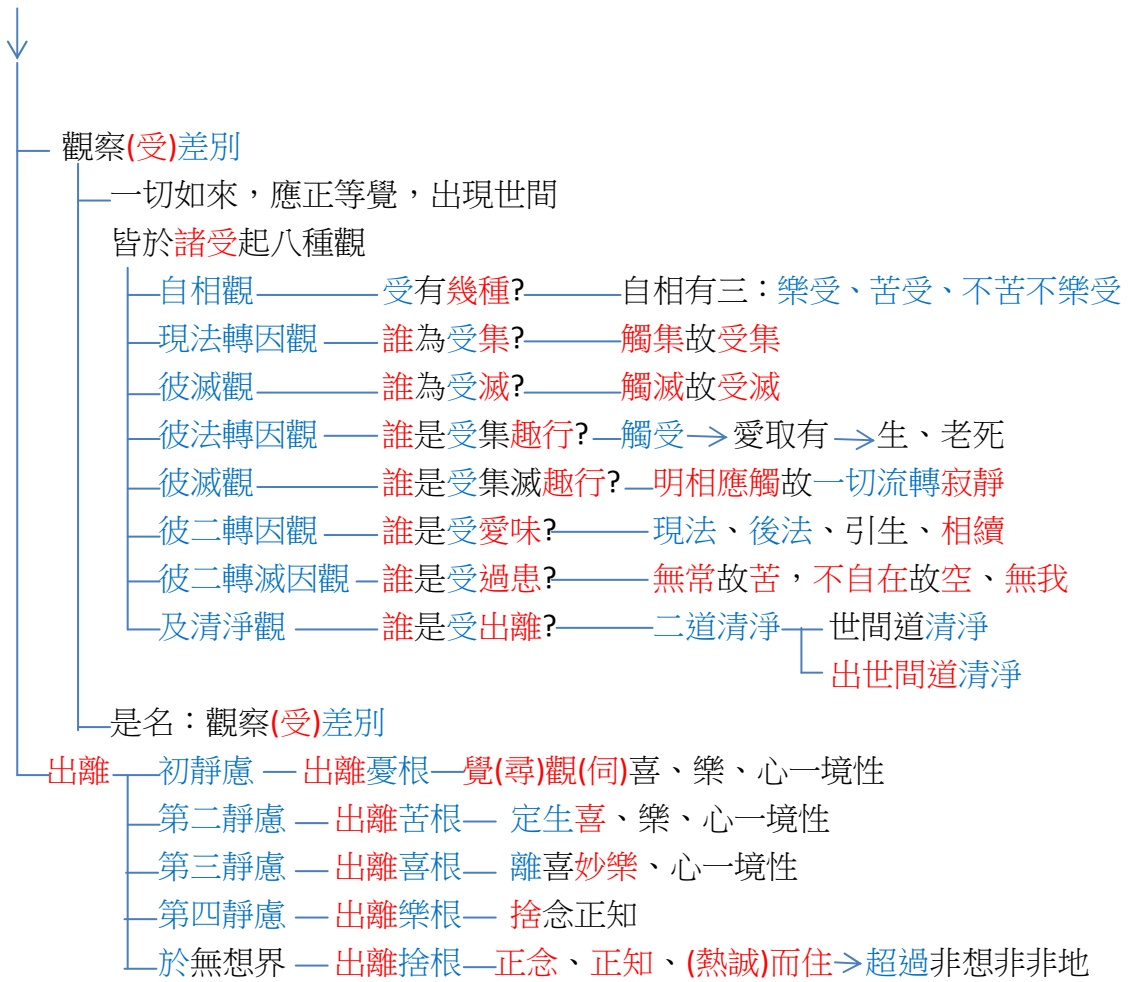 觀察(受)差別
一切如來，應正等覺，出現世間
皆於諸受起八種觀
自相觀 受有幾種? 自相有三：樂受、苦受、不苦不樂受
現法轉因觀 誰為受集? 觸集故受集
彼滅觀 誰為受滅? 觸滅故受滅
彼法轉因觀 誰是受集趣行? 觸受→愛取有→生、老死
彼滅觀 誰是受集滅趣行? 明相應觸故一切流轉寂靜
彼二轉因觀 誰是受愛味? 現法、後法、引生、相續
彼二轉滅因觀 誰是受過患? 無常故苦，不自在故空、無我
及清淨觀 誰是受出離? 二道清淨 世間道清淨
出世間道清淨
是名：觀察(受)差別
出離 初靜慮 出離憂根 覺(尋)觀(伺)喜、樂、心一境性
第二靜慮 出離苦根 定生喜、樂、心一境性
第三靜慮 出離喜根 離喜妙樂、心一境性
第四靜慮 出離樂根 捨念正知
於無想界 出離捨根 正念、正知、(熱誠)而住→超過非想非非地